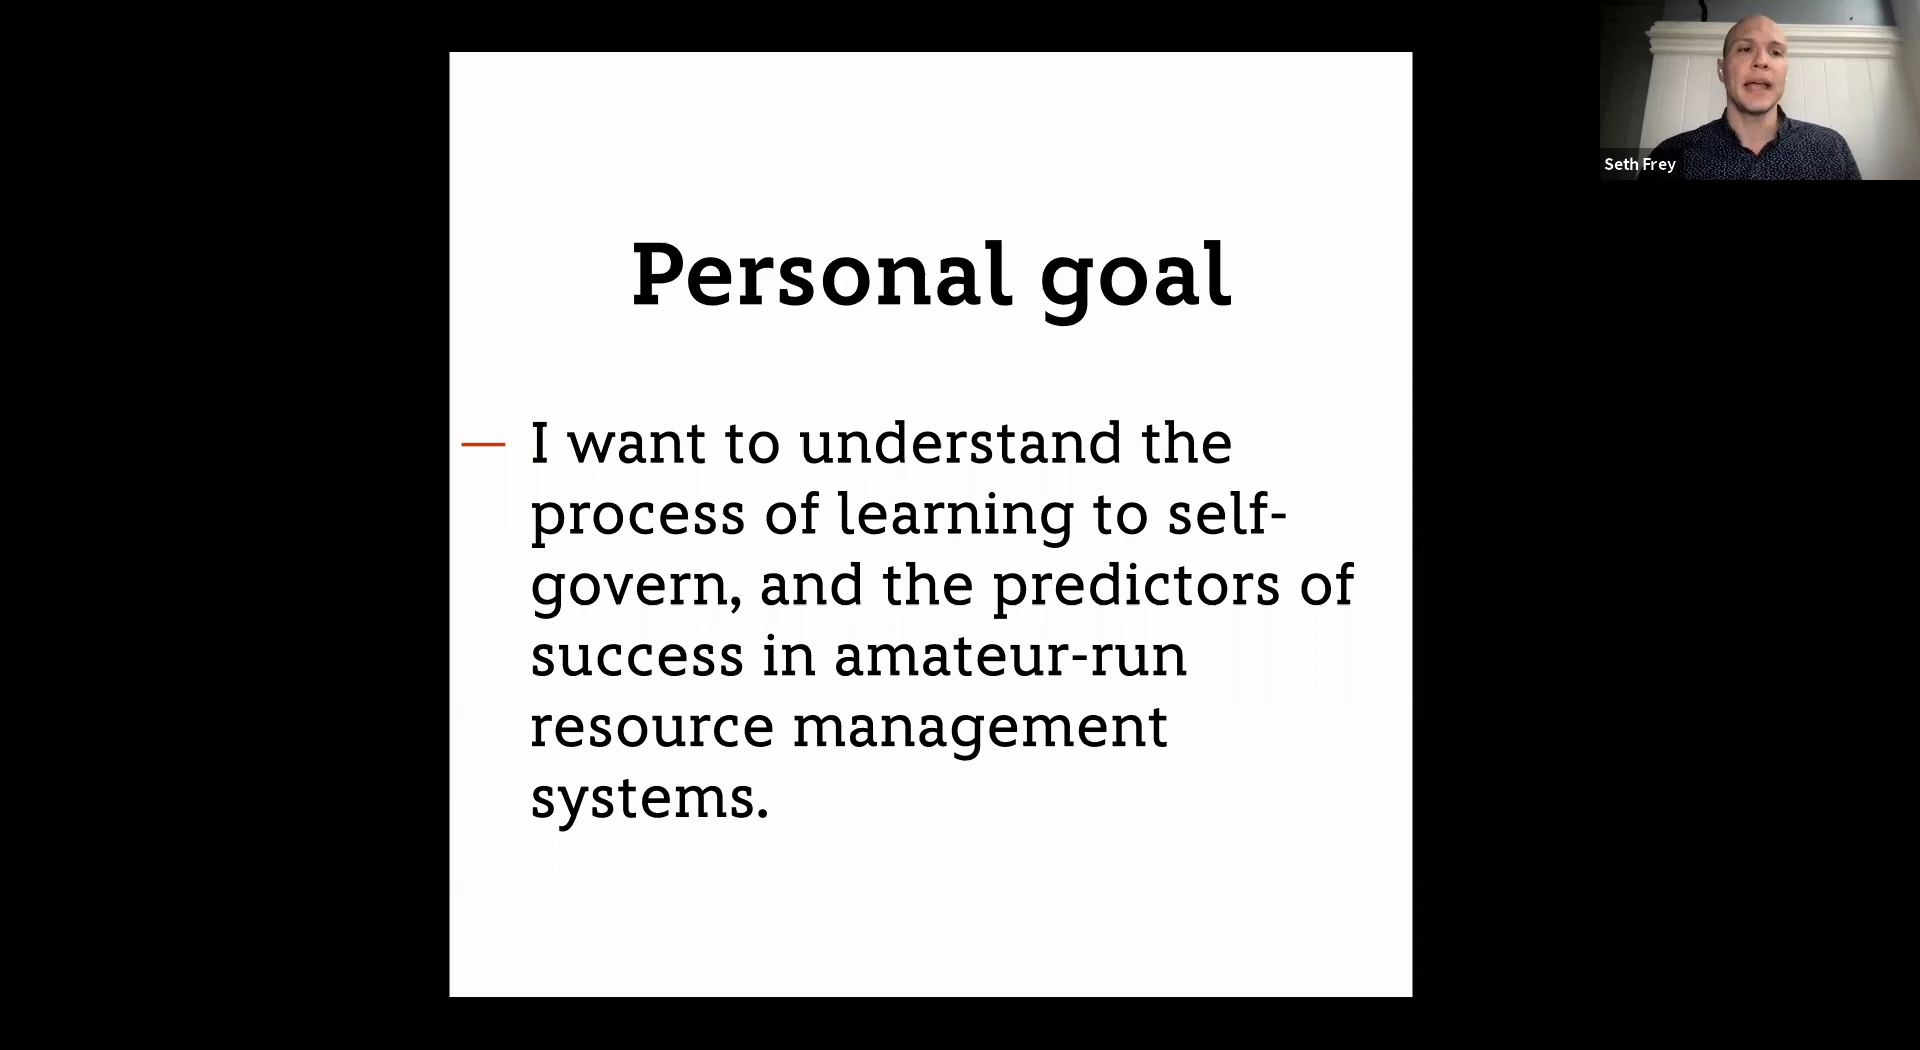 Personal goal
— I want to understand the
process of learning to self-
govern, and the predictors of
success in amateur-run
resource management
systems.
Seth Frey